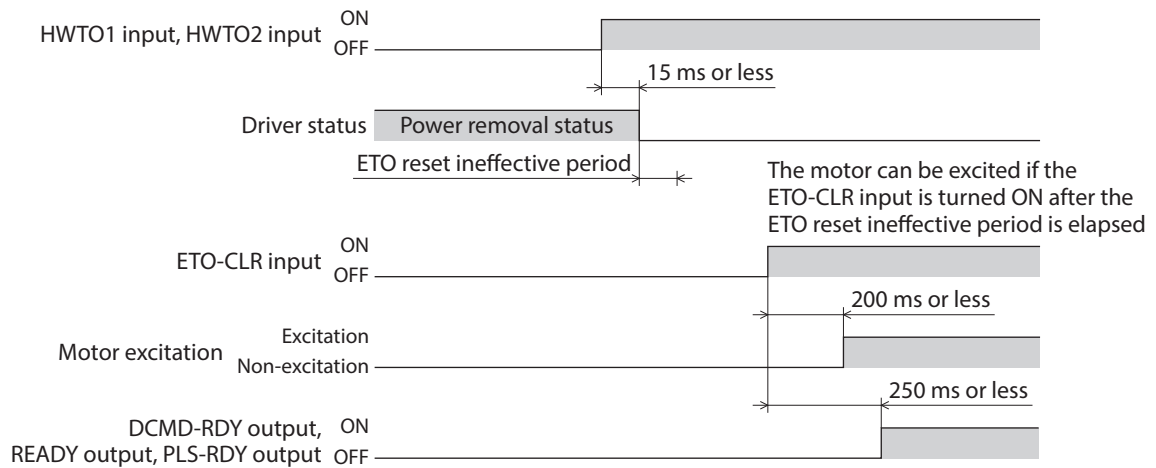 ON
HWTO1 input, HWTO2 input
OFF
15 ms or less
Driver status
Power removal status
ETO reset ineffective period
The motor can be excited if the
ETO-CLR input is turned ON after the
ETO reset ineffective period is elapsed
ON
ETO-CLR input
OFF
200 ms or less
Excitation
Motor excitation
Non-excitation
250 ms or less
DCMD-RDY output,
ON
READY output, PLS-RDY output
OFF